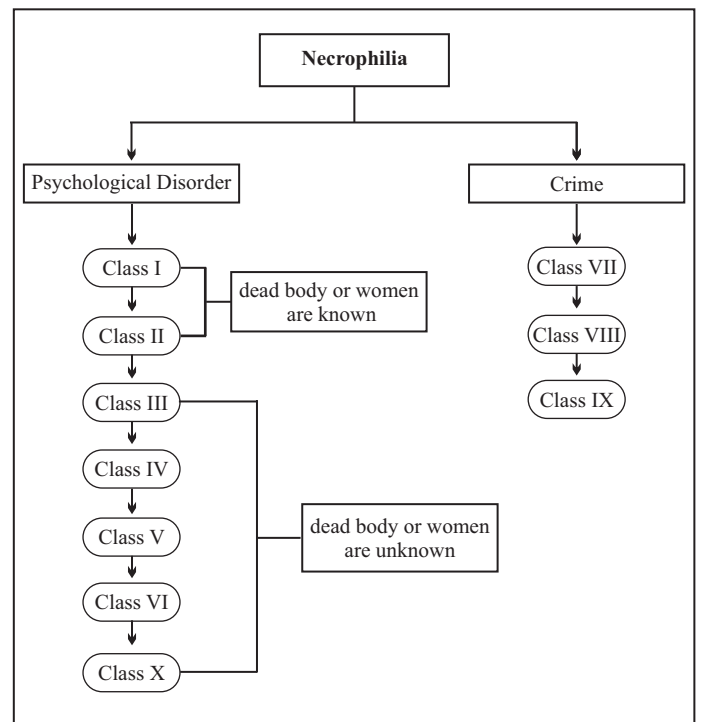 Necrophilia
Psychological Disorder
Crime
Class I
Class II
dead body or women
are known
Class III
Class IV
Class V
Class VI
Class X
dead body or women
are unknown
Class VII
Class VIII
Class IX